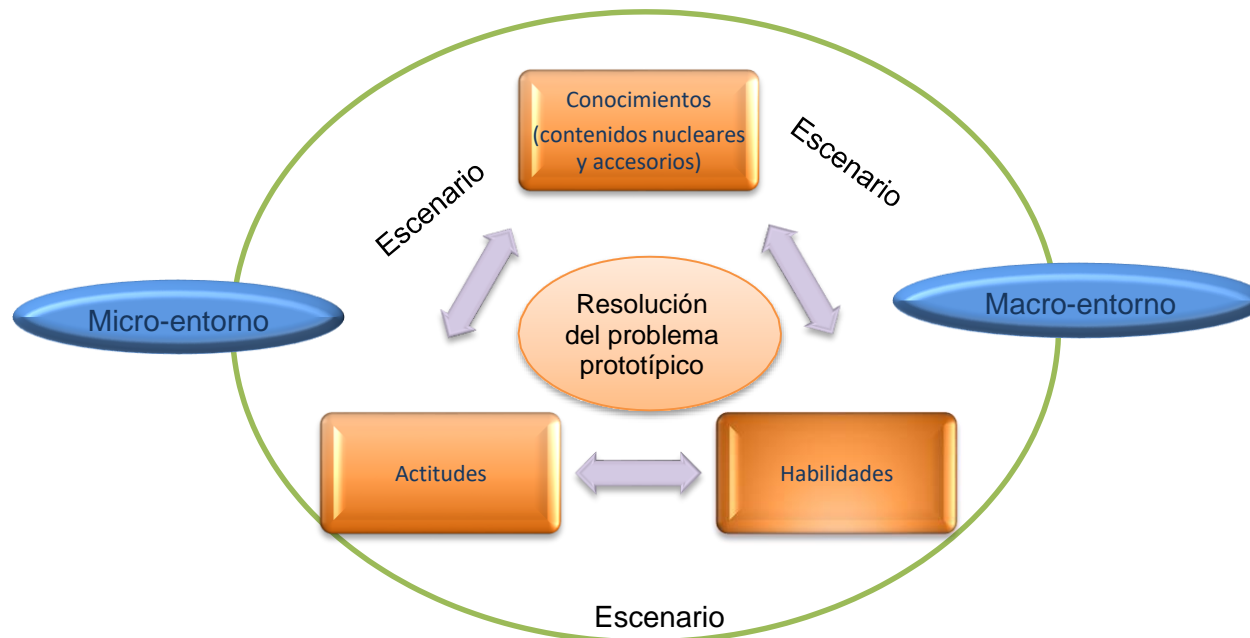 Conocimientos
(contenidos nucleares
y accesorios)
Escenario
Escenario
Micro-entorno
Resolución
del problema
prototípico
Macro-entorno
Actitudes
Habilidades
Escenario